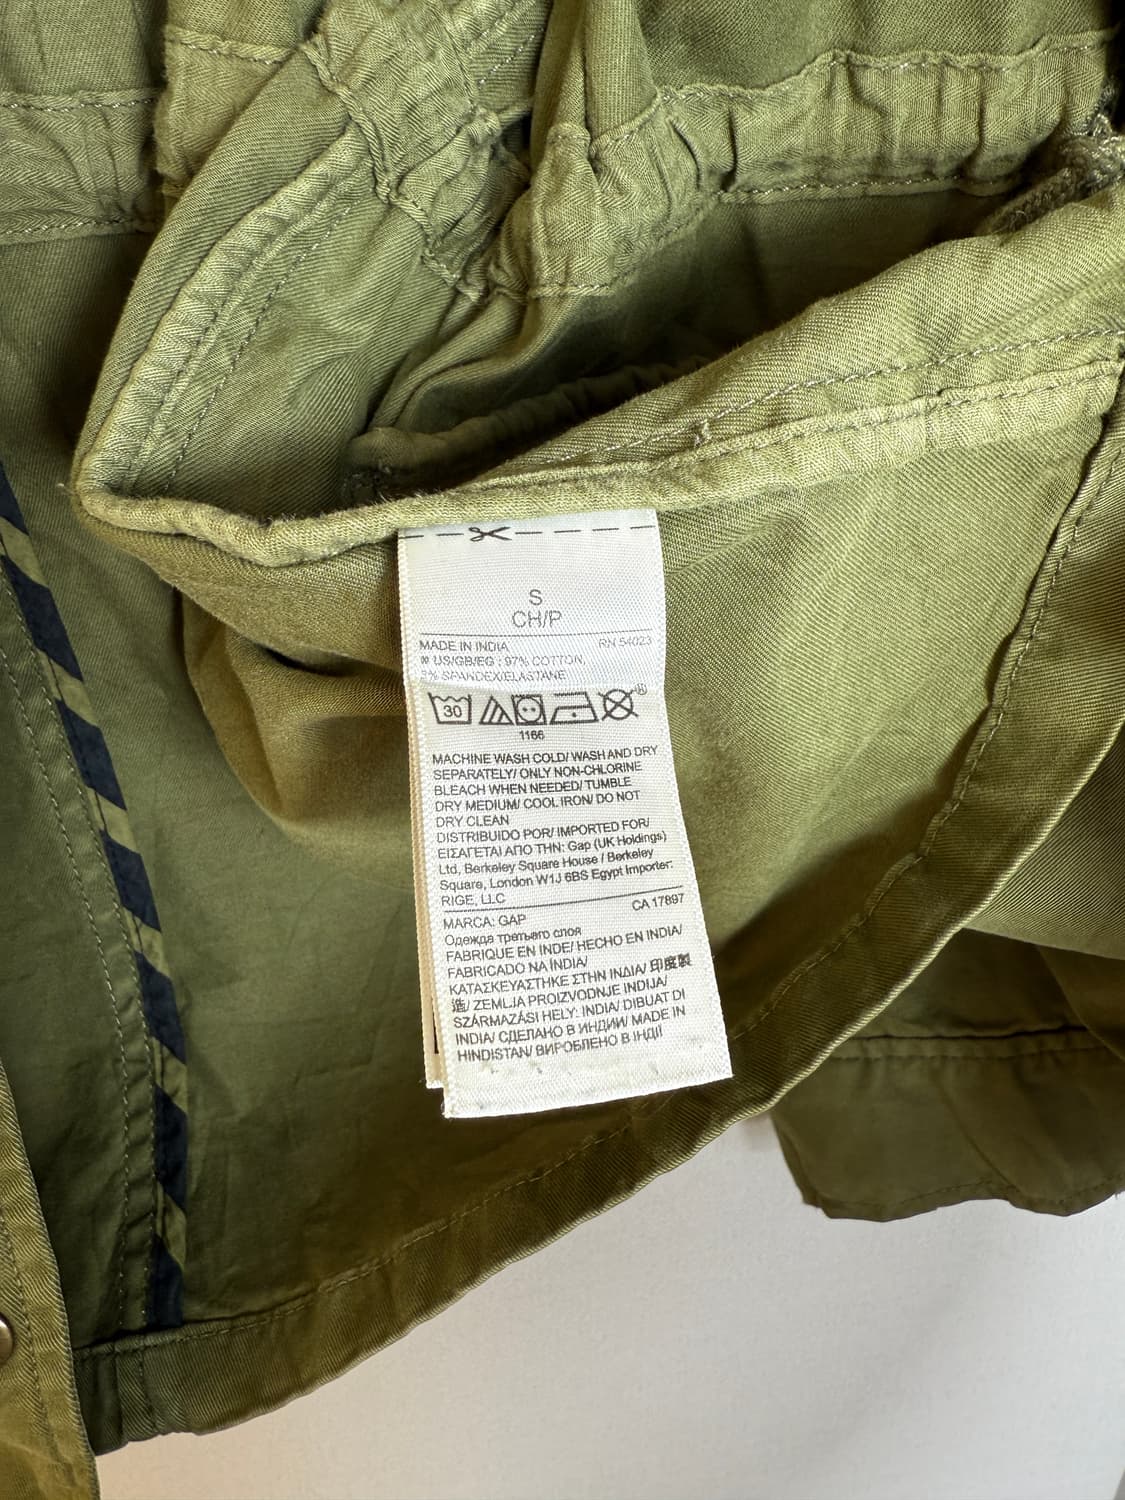 S
CH/P
MADE IN INDIA RN 54023
US/GB/EG : 97% COTTON,
3% SPANDEX/ELASTANE
30
1166
MACHINE WASH COLD/ WASH AND DRY
SEPARATELY/ ONLY NON-CHLORINE
BLEACH WHEN NEEDED/ TUMBLE
DRY MEDIUM/ COOL IRON/ DO NOT
DRY CLEAN
DISTRIBUIDO POR/ IMPORTED FOR/
ΕΙΣΑΓΕΤΑΙ ΑΠΟ ΤΗΝ: Gap (UK Holdings)
Ltd, Berkeley Square House / Berkeley
Square, London W1J 6BS Egypt Importer:
RIGE, LLC
MARCA: GAP CA 17897
Одежда третьего слоя
FABRIQUE EN INDE/ HECHO EN INDIA/
FABRICADO NA INDIA/
ΚΑΤΑΣΚΕΥΑΣΤΗΚΕ ΣΤΗΝ ΙΝΔΙΑ/ 印度製
造/ ZEMLJA PROIZVODNJE INDIJA/
SZÁRMAZÁSI HELY: INDIA/ DIBUAT DI
INDIA/ СДЕЛАНО В ИНДИИ/ MADE IN
HINDISTAN/ ВИРОБЛЕНО В ІНДІЇ